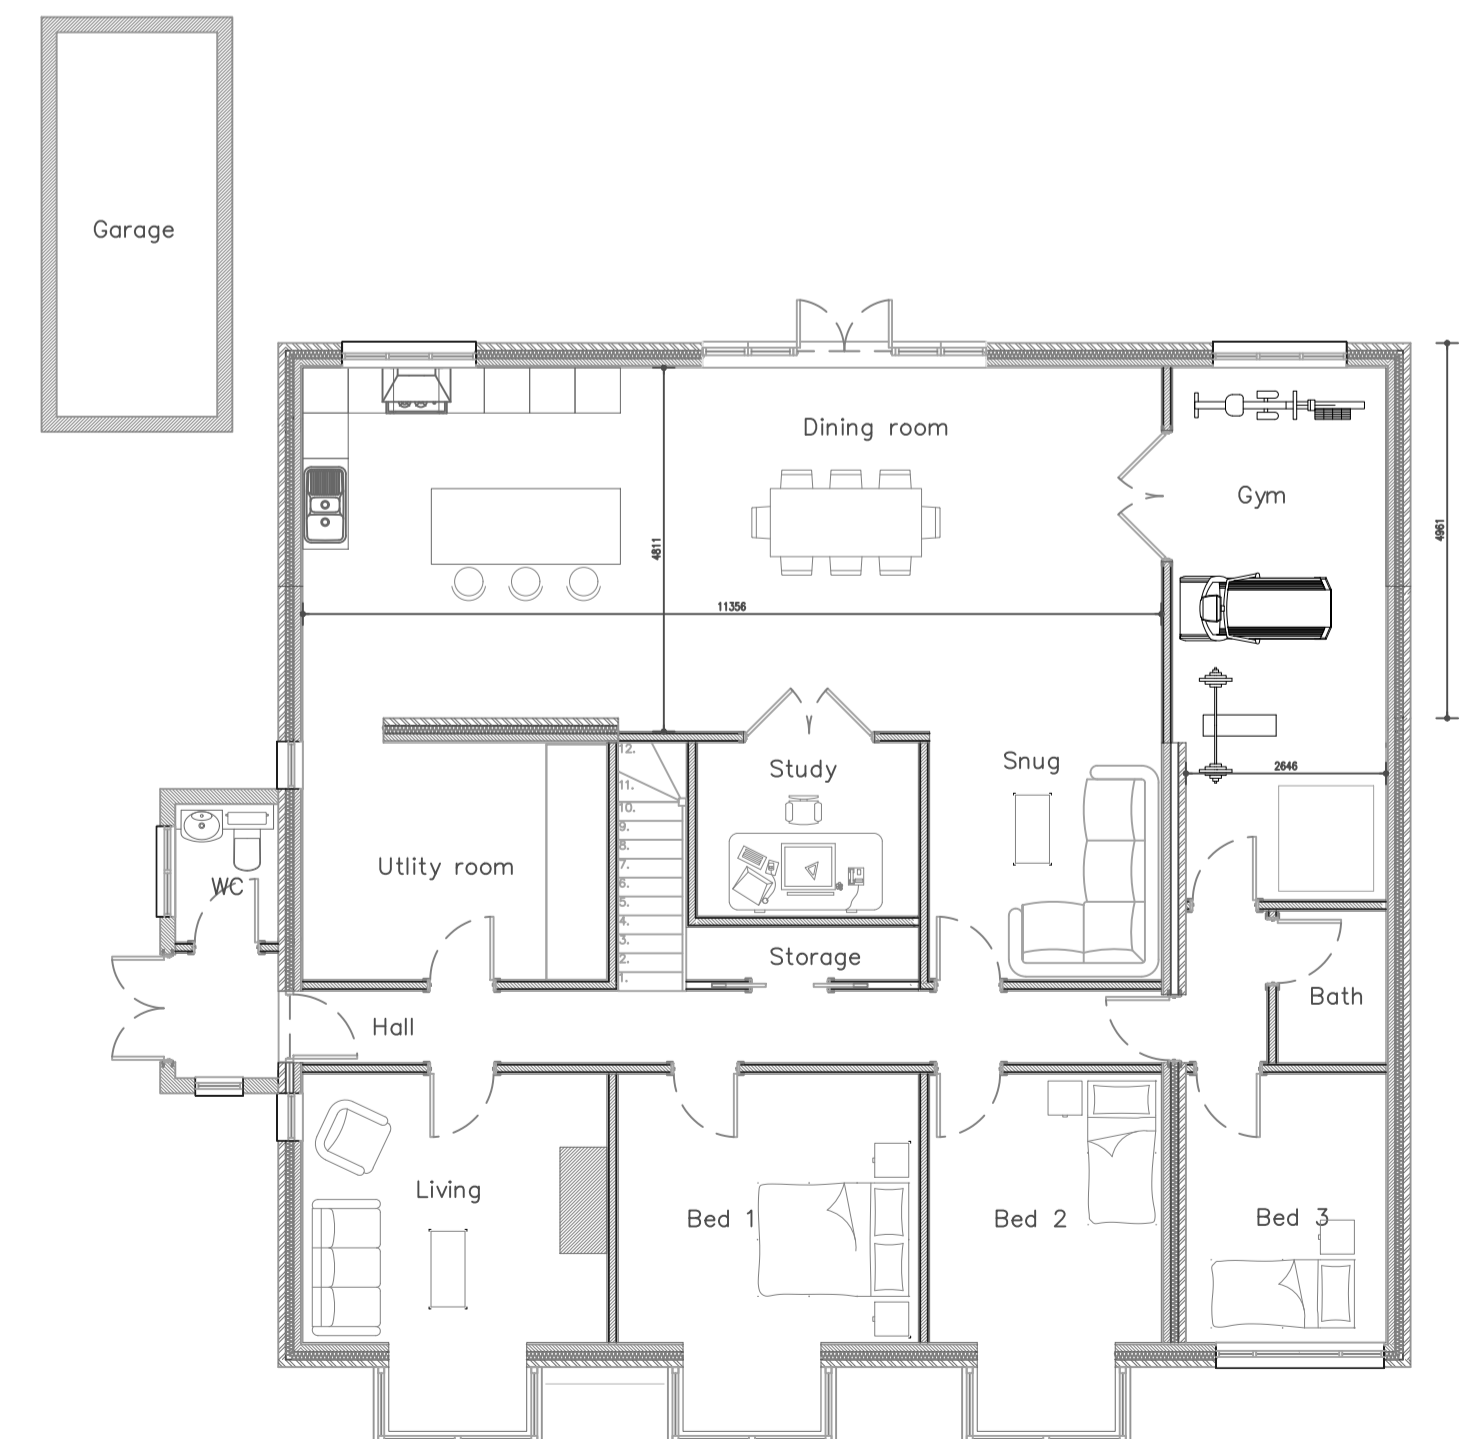 Garage
Dining room
Gym
4811
4961
11356
Study
Snug
2646
12.
11.
10.
9.
8.
7.
6.
5.
4.
3.
2.
1.
Utlity room
WC
Storage
Bath
Hall
Living
Bed 1
Bed 2
Bed 3